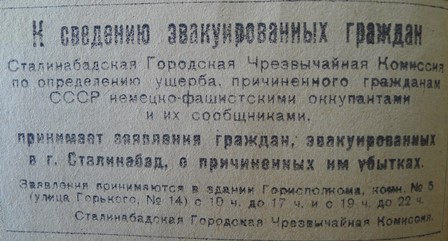 К сведению эвакуированных граждан
Сталинабадская Городская Чрезвычайная Комиссия
по определению ущерба, причиненного гражданам
СССР немецко-фашистскими оккупантами
и их сообщниками,
принимает заявления граждан, эвакуированных
в г. Сталинабад, о причиненных им убытках.
Заявления принимаются в здании Горисполкома, комн. № 5
(улица Горького, № 14) с 10 ч. до 17 ч. и с 19 ч. до 22 ч.
Сталинабадская Городская Чрезвычайная Комиссия.